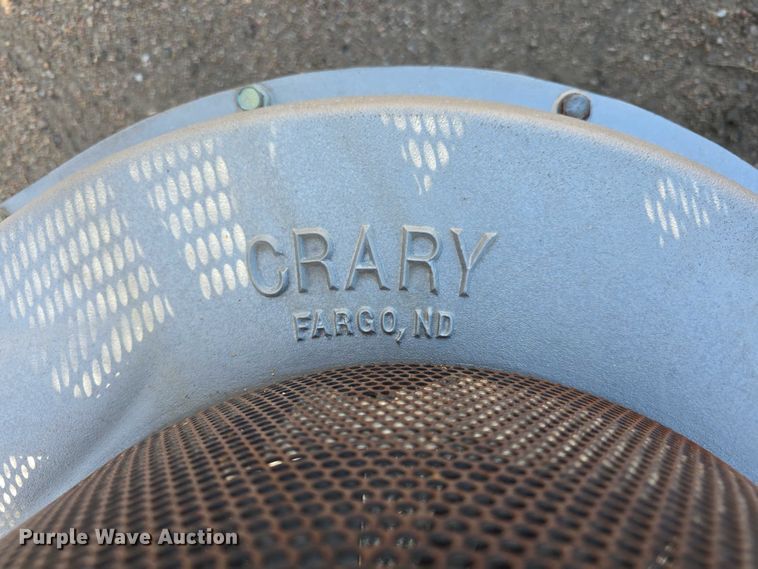 CRARY
FARGO, ND
Purple Wave Auction